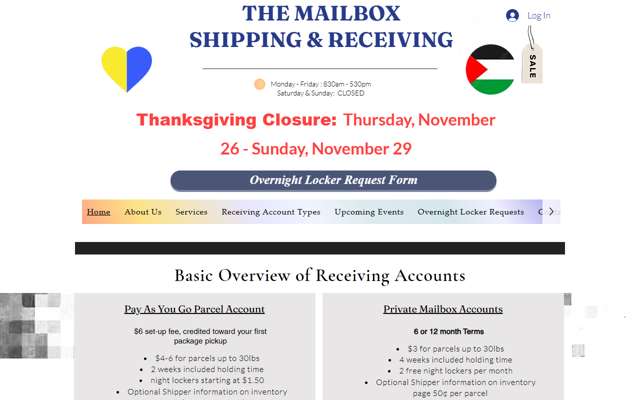 THE MAILBOX
SHIPPING & RECEIVING
Log In
SALE
Monday - Friday : 830am - 530pm
Saturday & Sunday: CLOSED
Thanksgiving Closure: Thursday, November
26 - Sunday, November 29
Overnight Locker Request Form
Home About Us Services Receiving Account Types Upcoming Events Overnight Locker Requests
Basic Overview of Receiving Accounts
Pay As You Go Parcel Account
$6 set-up fee, credited toward your first
package pickup
• $4-6 for parcels up to 30lbs
• 2 weeks included holding time
• night lockers starting at $1.50
• Optional Shipper information on inventory
Private Mailbox Accounts
6 or 12 month Terms
• $3 for parcels up to 30lbs
• 4 weeks included holding time
• 2 free night lockers per month
• Optional Shipper information on inventory
page 50¢ per parcel